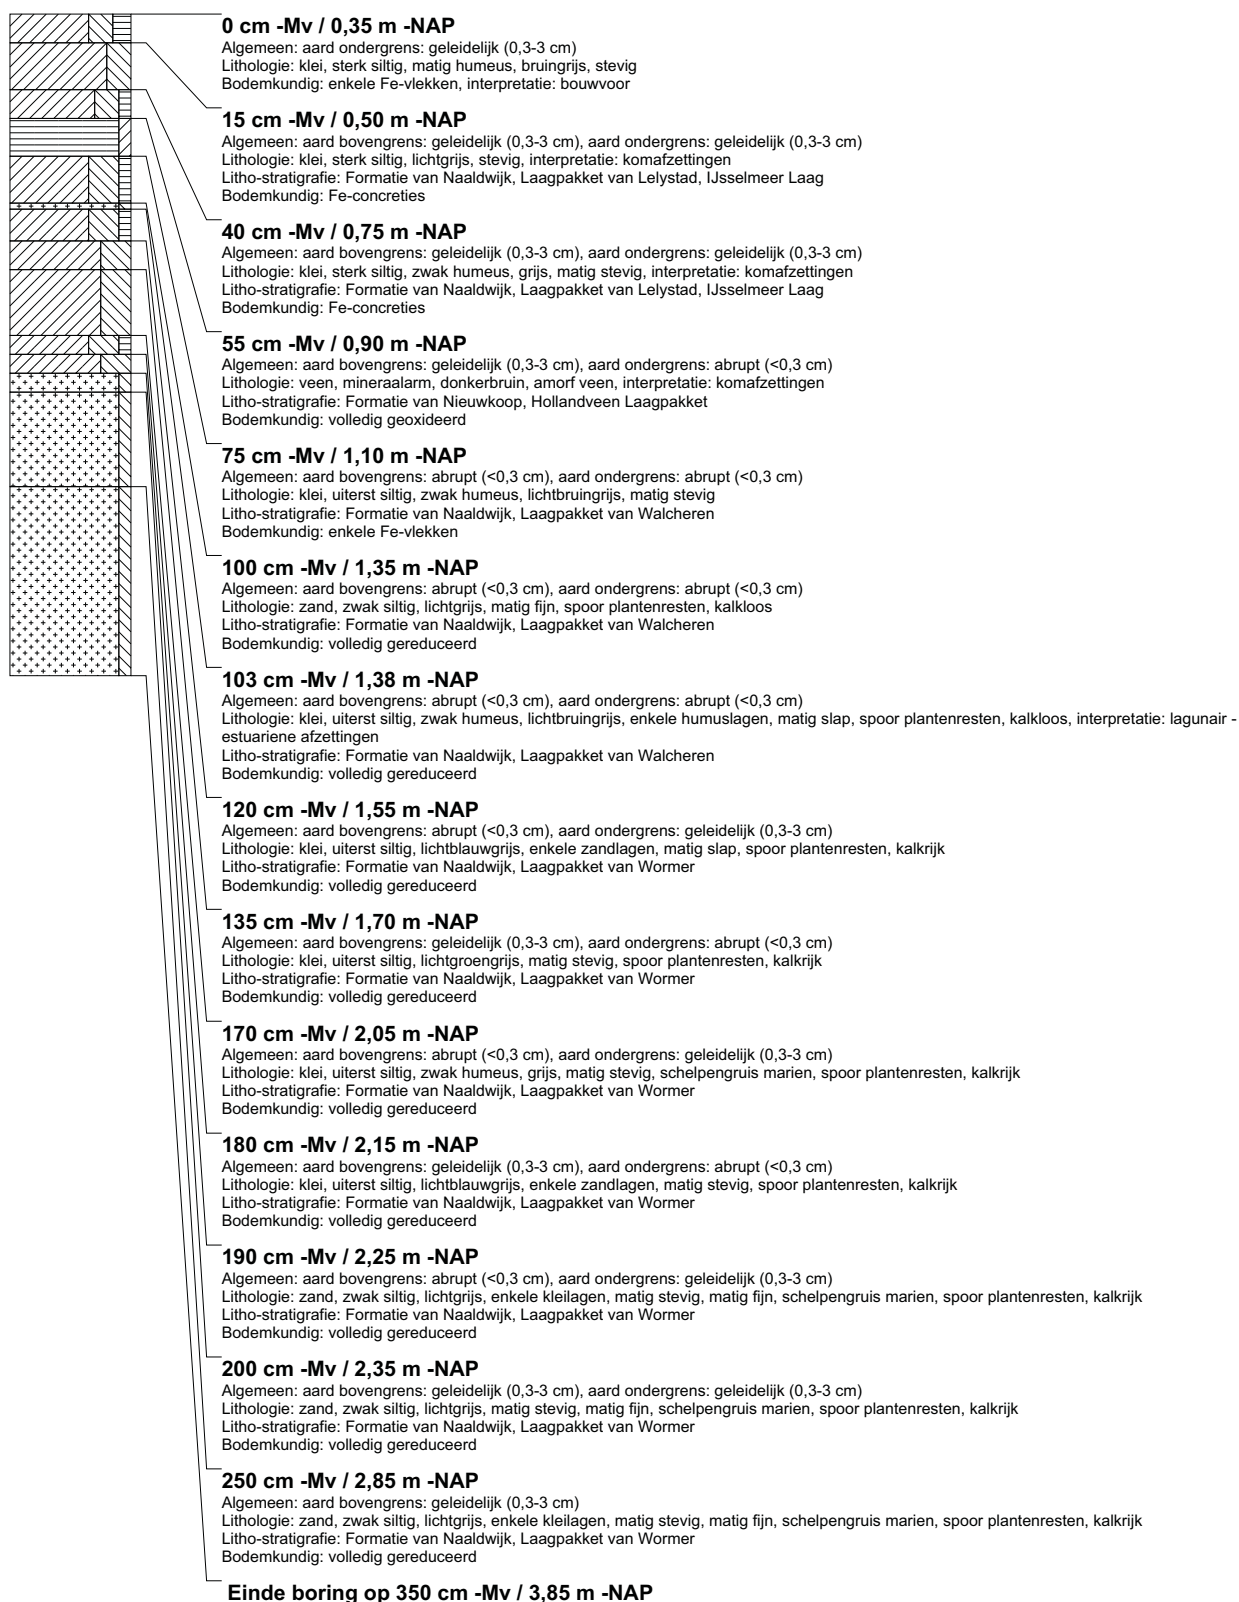 0 cm -Mv / 0,35 m -NAP
Algemeen: aard ondergrens: geleidelijk (0,3-3 cm)
Lithologie: klei, sterk siltig, matig humeus, bruingrijs, stevig
Bodemkundig: enkele Fe-vlekken, interpretatie: bouwvoor
15 cm -Mv / 0,50 m -NAP
Algemeen: aard bovengrens: geleidelijk (0,3-3 cm), aard ondergrens: geleidelijk (0,3-3 cm)
Lithologie: klei, sterk siltig, lichtgrijs, stevig, interpretatie: komafzettingen
Litho-stratigrafie: Formatie van Naaldwijk, Laagpakket van Lelystad, IJsselmeer Laag
Bodemkundig: Fe-concreties
40 cm -Mv / 0,75 m -NAP
Algemeen: aard bovengrens: geleidelijk (0,3-3 cm), aard ondergrens: geleidelijk (0,3-3 cm)
Lithologie: klei, sterk siltig, zwak humeus, grijs, matig stevig, interpretatie: komafzettingen
Litho-stratigrafie: Formatie van Naaldwijk, Laagpakket van Lelystad, IJsselmeer Laag
Bodemkundig: Fe-concreties
55 cm -Mv / 0,90 m -NAP
Algemeen: aard bovengrens: geleidelijk (0,3-3 cm), aard ondergrens: abrupt (<0,3 cm)
Lithologie: veen, mineraalarm, donkerbruin, amorf veen, interpretatie: komafzettingen
Litho-stratigrafie: Formatie van Nieuwkoop, Hollandveen Laagpakket
Bodemkundig: volledig geoxideerd
75 cm -Mv / 1,10 m -NAP
Algemeen: aard bovengrens: abrupt (<0,3 cm), aard ondergrens: abrupt (<0,3 cm)
Lithologie: klei, uiterst siltig, zwak humeus, lichtbruingrijs, matig stevig
Litho-stratigrafie: Formatie van Naaldwijk, Laagpakket van Walcheren
Bodemkundig: enkele Fe-vlekken
100 cm -Mv / 1,35 m -NAP
Algemeen: aard bovengrens: abrupt (<0,3 cm), aard ondergrens: abrupt (<0,3 cm)
Lithologie: zand, zwak siltig, lichtgrijs, matig fijn, spoor plantenresten, kalkloos
Litho-stratigrafie: Formatie van Naaldwijk, Laagpakket van Walcheren
Bodemkundig: volledig gereduceerd
103 cm -Mv / 1,38 m -NAP
Algemeen: aard bovengrens: abrupt (<0,3 cm), aard ondergrens: abrupt (<0,3 cm)
Lithologie: klei, uiterst siltig, zwak humeus, lichtbruingrijs, enkele humuslagen, matig slap, spoor plantenresten, kalkloos, interpretatie: lagunair -
estuariene afzettingen
Litho-stratigrafie: Formatie van Naaldwijk, Laagpakket van Walcheren
Bodemkundig: volledig gereduceerd
120 cm -Mv / 1,55 m -NAP
Algemeen: aard bovengrens: abrupt (<0,3 cm), aard ondergrens: geleidelijk (0,3-3 cm)
Lithologie: klei, uiterst siltig, lichtblauwgrijs, enkele zandlagen, matig slap, spoor plantenresten, kalkrijk
Litho-stratigrafie: Formatie van Naaldwijk, Laagpakket van Wormer
Bodemkundig: volledig gereduceerd
135 cm -Mv / 1,70 m -NAP
Algemeen: aard bovengrens: geleidelijk (0,3-3 cm), aard ondergrens: abrupt (<0,3 cm)
Lithologie: klei, uiterst siltig, lichtgroengrijs, matig stevig, spoor plantenresten, kalkrijk
Litho-stratigrafie: Formatie van Naaldwijk, Laagpakket van Wormer
Bodemkundig: volledig gereduceerd
170 cm -Mv / 2,05 m -NAP
Algemeen: aard bovengrens: abrupt (<0,3 cm), aard ondergrens: geleidelijk (0,3-3 cm)
Lithologie: klei, uiterst siltig, zwak humeus, grijs, matig stevig, schelpengruis marien, spoor plantenresten, kalkrijk
Litho-stratigrafie: Formatie van Naaldwijk, Laagpakket van Wormer
Bodemkundig: volledig gereduceerd
180 cm -Mv / 2,15 m -NAP
Algemeen: aard bovengrens: geleidelijk (0,3-3 cm), aard ondergrens: abrupt (<0,3 cm)
Lithologie: klei, uiterst siltig, lichtblauwgrijs, enkele zandlagen, matig stevig, spoor plantenresten, kalkrijk
Litho-stratigrafie: Formatie van Naaldwijk, Laagpakket van Wormer
Bodemkundig: volledig gereduceerd
190 cm -Mv / 2,25 m -NAP
Algemeen: aard bovengrens: abrupt (<0,3 cm), aard ondergrens: geleidelijk (0,3-3 cm)
Lithologie: zand, zwak siltig, lichtgrijs, enkele kleilagen, matig stevig, matig fijn, schelpengruis marien, spoor plantenresten, kalkrijk
Litho-stratigrafie: Formatie van Naaldwijk, Laagpakket van Wormer
Bodemkundig: volledig gereduceerd
200 cm -Mv / 2,35 m -NAP
Algemeen: aard bovengrens: geleidelijk (0,3-3 cm), aard ondergrens: geleidelijk (0,3-3 cm)
Lithologie: zand, zwak siltig, lichtgrijs, matig stevig, matig fijn, schelpengruis marien, spoor plantenresten, kalkrijk
Litho-stratigrafie: Formatie van Naaldwijk, Laagpakket van Wormer
Bodemkundig: volledig gereduceerd
250 cm -Mv / 2,85 m -NAP
Algemeen: aard bovengrens: geleidelijk (0,3-3 cm)
Lithologie: zand, zwak siltig, lichtgrijs, enkele kleilagen, matig stevig, matig fijn, schelpengruis marien, spoor plantenresten, kalkrijk
Litho-stratigrafie: Formatie van Naaldwijk, Laagpakket van Wormer
Bodemkundig: volledig gereduceerd
Einde boring op 350 cm -Mv / 3,85 m -NAP